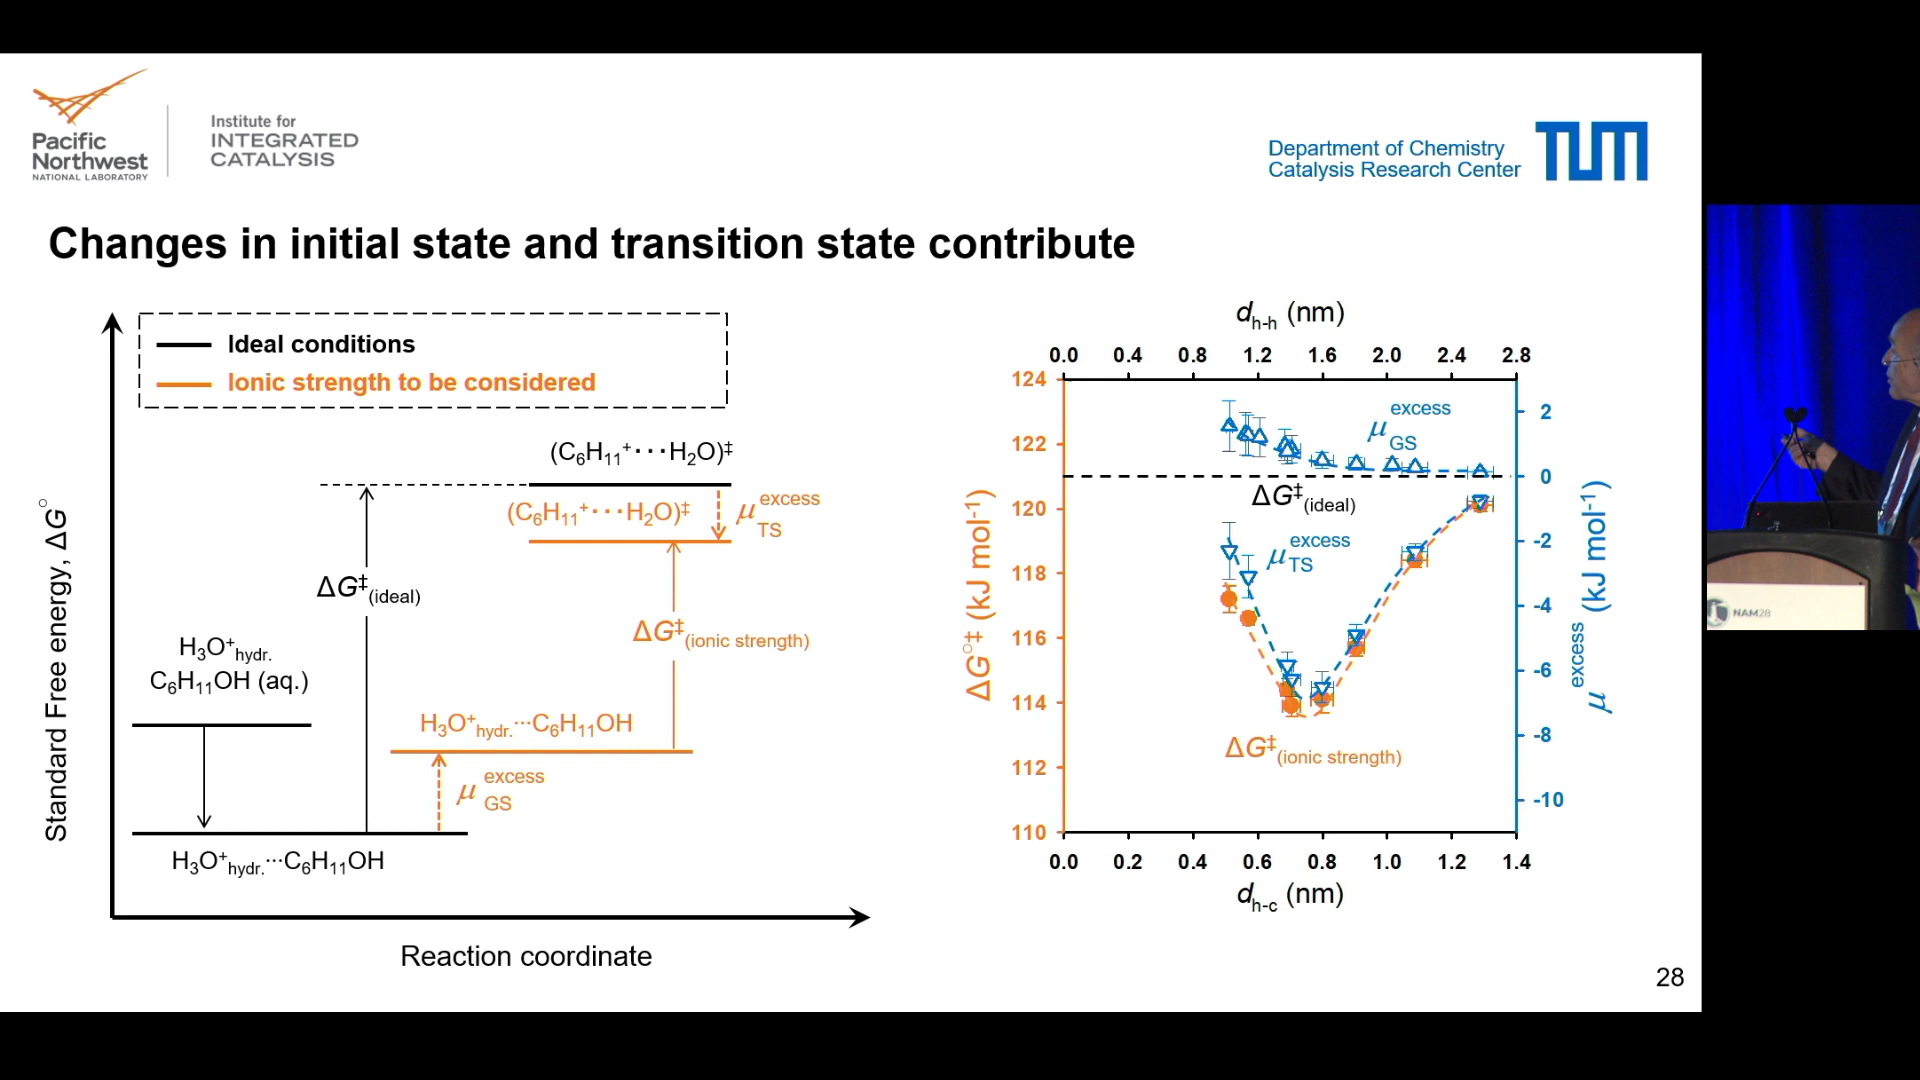 Pacific
Northwest
NATIONAL LABORATORY
Institute for
INTEGRATED
CATALYSIS
Department of Chemistry
Catalysis Research Center
TUM
Changes in initial state and transition state contribute
Ideal conditions
Ionic strength to be considered
(C₆H₁₁⁺···H₂O)‡
(C₆H₁₁⁺···H₂O)‡
μ excess TS
ΔG‡(ideal)
ΔG‡(ionic strength)
H₃O⁺hydr.
C₆H₁₁OH (aq.)
H₃O⁺hydr.···C₆H₁₁OH
μ excess GS
H₃O⁺hydr.···C₆H₁₁OH
Standard Free energy, ΔG°
Reaction coordinate
dh-h (nm)
0.0 0.4 0.8 1.2 1.6 2.0 2.4 2.8
124
122
120
118
116
114
112
110
ΔG°‡ (kJ mol⁻¹)
μ excess GS
ΔG‡(ideal)
μ excess TS
ΔG‡(ionic strength)
2
0
-2
-4
-6
-8
-10
μ excess (kJ mol⁻¹)
0.0 0.2 0.4 0.6 0.8 1.0 1.2 1.4
dh-c (nm)
28
NAM28